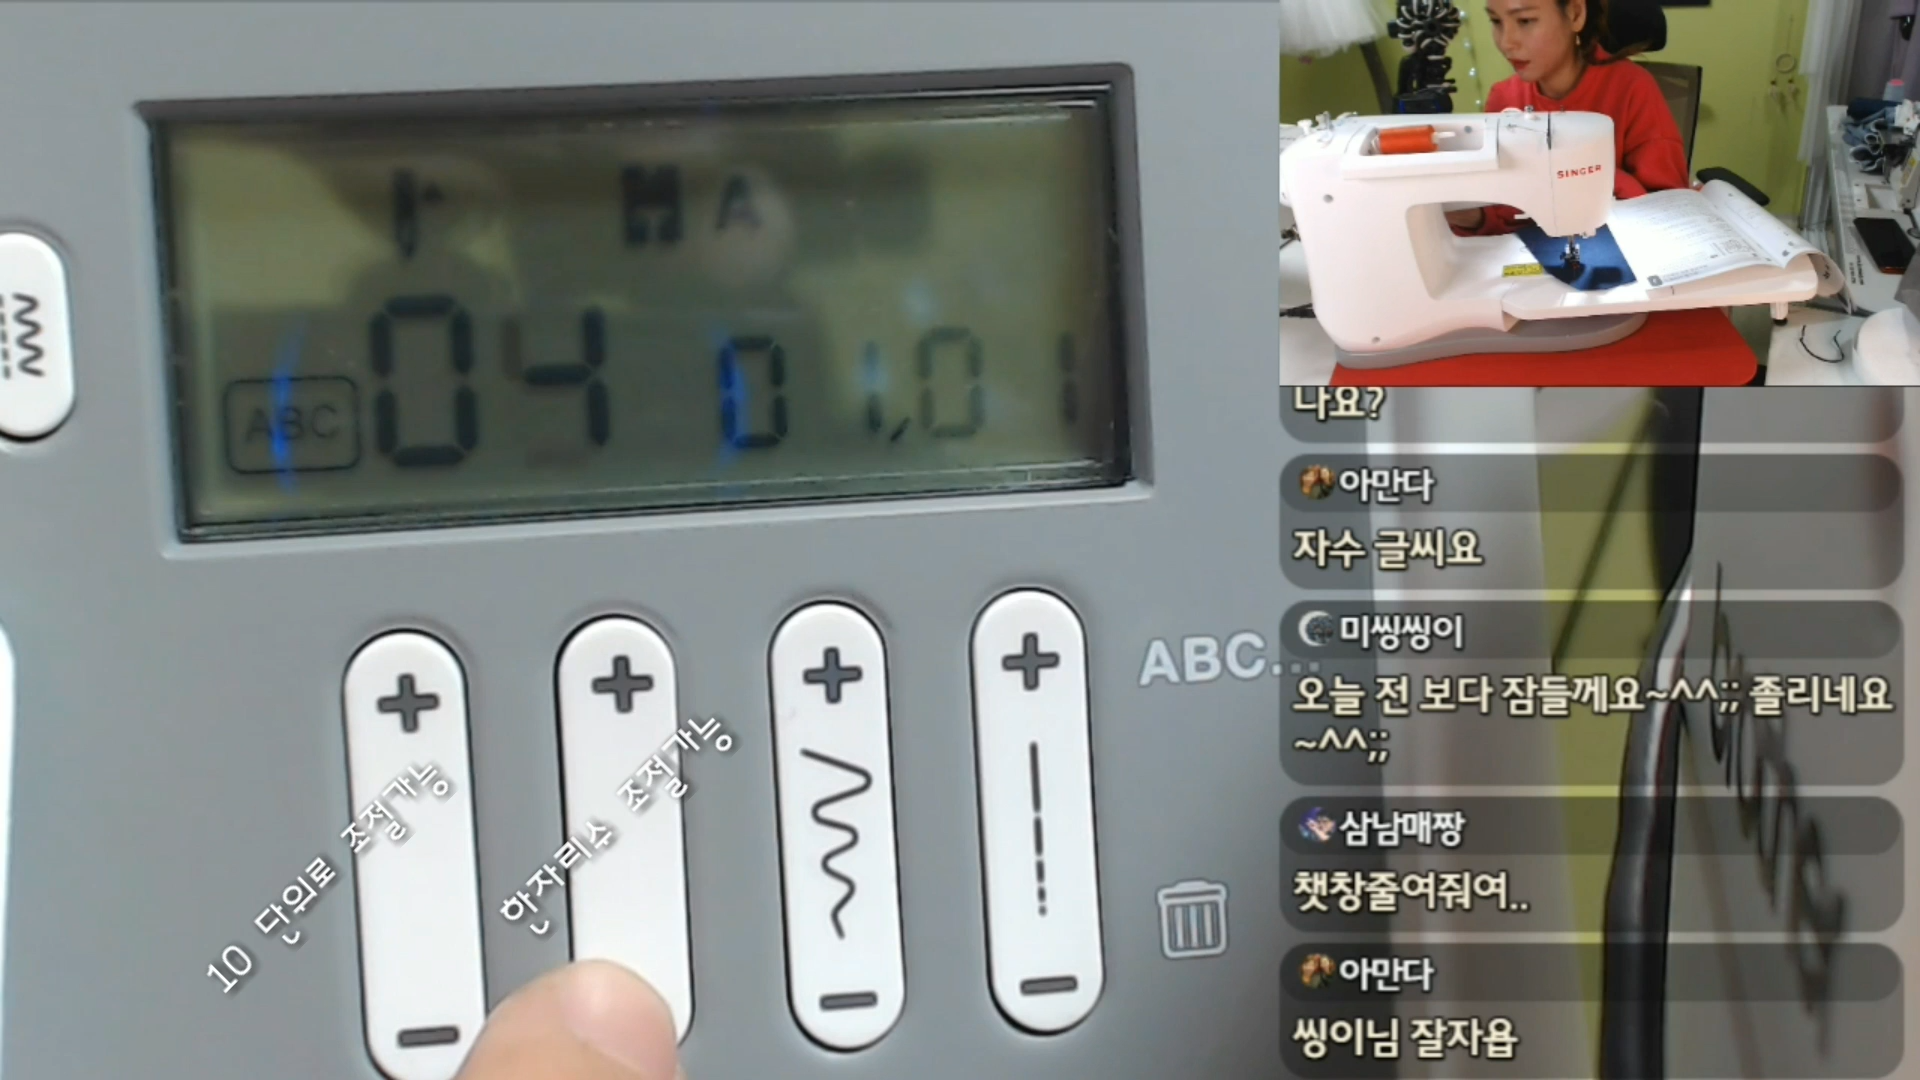 A
ABC
04
01,01
ABC...
10 단위로 조절가능
한자리수 조절가능
SINGER
나요?
아만다
자수 글씨요
미씽씽이
오늘 전 보다 잠들께요~^^;; 졸리네요
~^^;;
삼남매짱
챗창줄여줘여..
아만다
씽이님 잘자욥